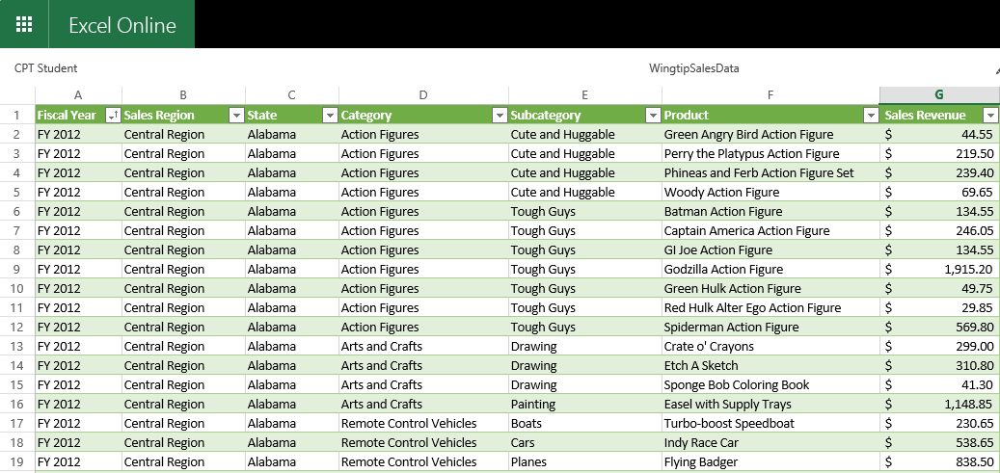 Excel Online
CPT Student WingtipSalesData
A B C D E F G
1 Fiscal Year Sales Region State Category Subcategory Product Sales Revenue
2 FY 2012 Central Region Alabama Action Figures Cute and Huggable Green Angry Bird Action Figure $ 44.55
3 FY 2012 Central Region Alabama Action Figures Cute and Huggable Perry the Platypus Action Figure $ 219.50
4 FY 2012 Central Region Alabama Action Figures Cute and Huggable Phineas and Ferb Action Figure Set $ 239.40
5 FY 2012 Central Region Alabama Action Figures Cute and Huggable Woody Action Figure $ 69.65
6 FY 2012 Central Region Alabama Action Figures Tough Guys Batman Action Figure $ 134.55
7 FY 2012 Central Region Alabama Action Figures Tough Guys Captain America Action Figure $ 246.05
8 FY 2012 Central Region Alabama Action Figures Tough Guys GI Joe Action Figure $ 134.55
9 FY 2012 Central Region Alabama Action Figures Tough Guys Godzilla Action Figure $ 1,915.20
10 FY 2012 Central Region Alabama Action Figures Tough Guys Green Hulk Action Figure $ 49.75
11 FY 2012 Central Region Alabama Action Figures Tough Guys Red Hulk Alter Ego Action Figure $ 29.85
12 FY 2012 Central Region Alabama Action Figures Tough Guys Spiderman Action Figure $ 569.80
13 FY 2012 Central Region Alabama Arts and Crafts Drawing Crate o' Crayons $ 299.00
14 FY 2012 Central Region Alabama Arts and Crafts Drawing Etch A Sketch $ 310.80
15 FY 2012 Central Region Alabama Arts and Crafts Drawing Sponge Bob Coloring Book $ 41.30
16 FY 2012 Central Region Alabama Arts and Crafts Painting Easel with Supply Trays $ 1,148.85
17 FY 2012 Central Region Alabama Remote Control Vehicles Boats Turbo-boost Speedboat $ 230.65
18 FY 2012 Central Region Alabama Remote Control Vehicles Cars Indy Race Car $ 538.65
19 FY 2012 Central Region Alabama Remote Control Vehicles Planes Flying Badger $ 838.50